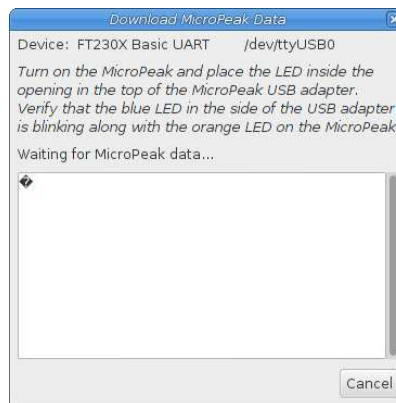 Download MicroPeak Data
Device: FT230X Basic UART /dev/ttyUSB0
Turn on the MicroPeak and place the LED inside the
opening in the top of the MicroPeak USB adapter.
Verify that the blue LED in the side of the USB adapter
is blinking along with the orange LED on the MicroPeak
Waiting for MicroPeak data...
�
Cancel